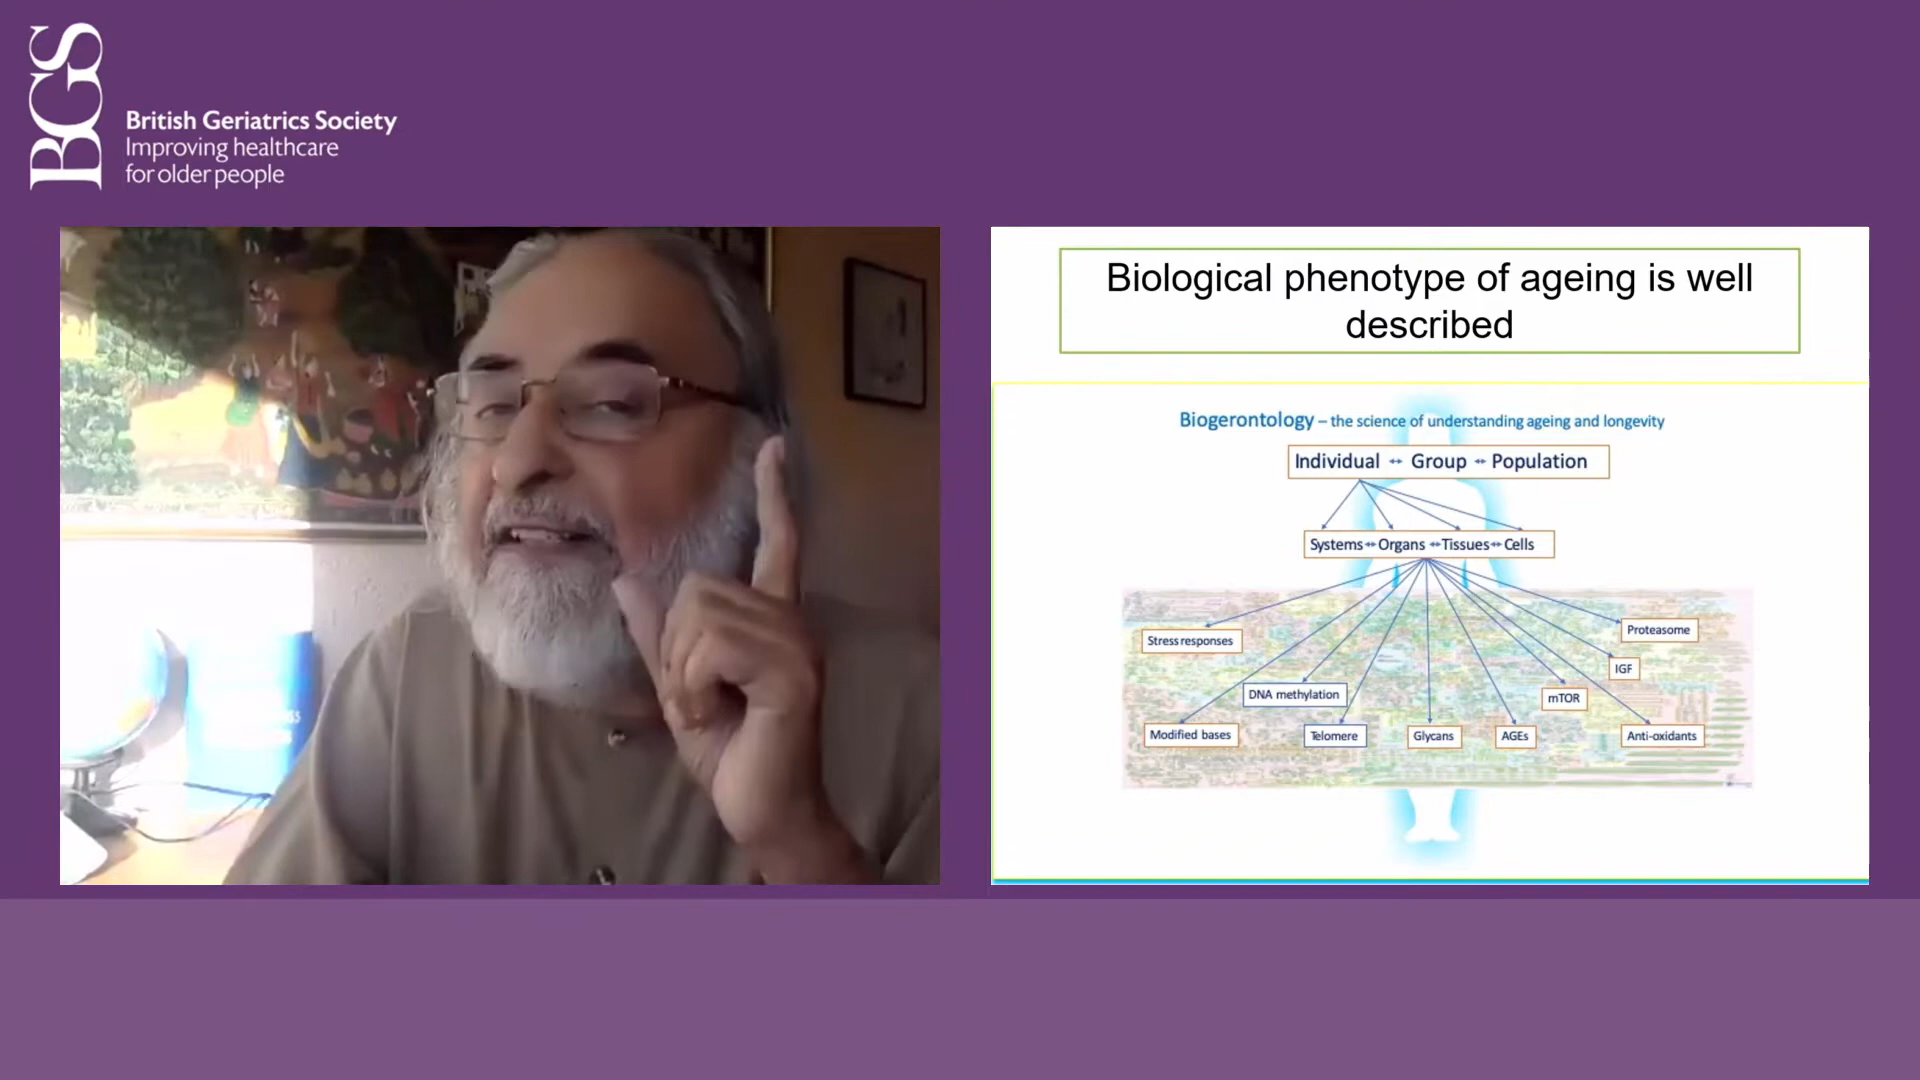 BGS
British Geriatrics Society
Improving healthcare
for older people
Biological phenotype of ageing is well
described
Biogerontology – the science of understanding ageing and longevity
Individual ↔ Group ↔ Population
Systems ↔ Organs ↔ Tissues ↔ Cells
Stress responses
Proteasome
IGF
DNA methylation
mTOR
Modified bases
Telomere
Glycans
AGEs
Anti-oxidants